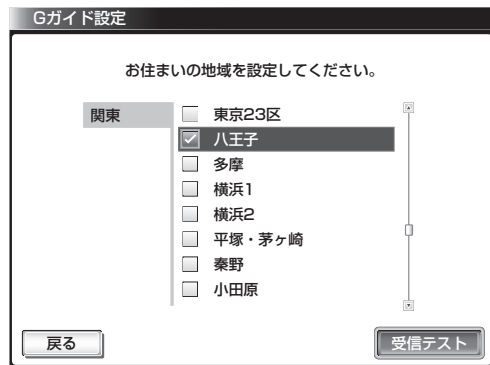 Gガイド設定
お住まいの地域を設定してください。
関東
東京23区
八王子
多摩
横浜1
横浜2
平塚・茅ヶ崎
秦野
小田原
戻る
受信テスト